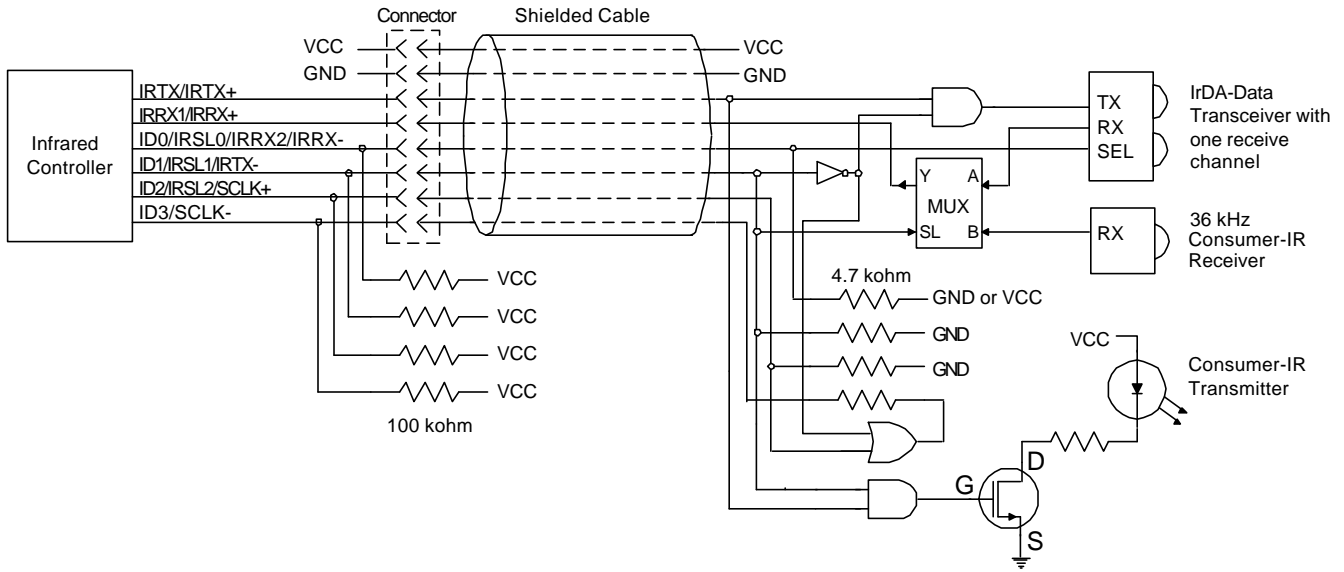 Connector
Shielded Cable
VCC
VCC
GND
GND
IRTX/IRTX+
IRRX1/IRRX+
ID0/IRSL0/IRRX2/IRRX-
ID1/IRSL1/IRTX-
ID2/IRSL2/SCLK+
ID3/SCLK-
Infrared
Controller
TX
RX
SEL
IrDA-Data
Transceiver with
one receive
channel
Y
A
MUX
SL
B
RX
36 kHz
Consumer-IR
Receiver
VCC
VCC
VCC
VCC
100 kohm
4.7 kohm
GND or VCC
GND
GND
VCC
Consumer-IR
Transmitter
D
G
S